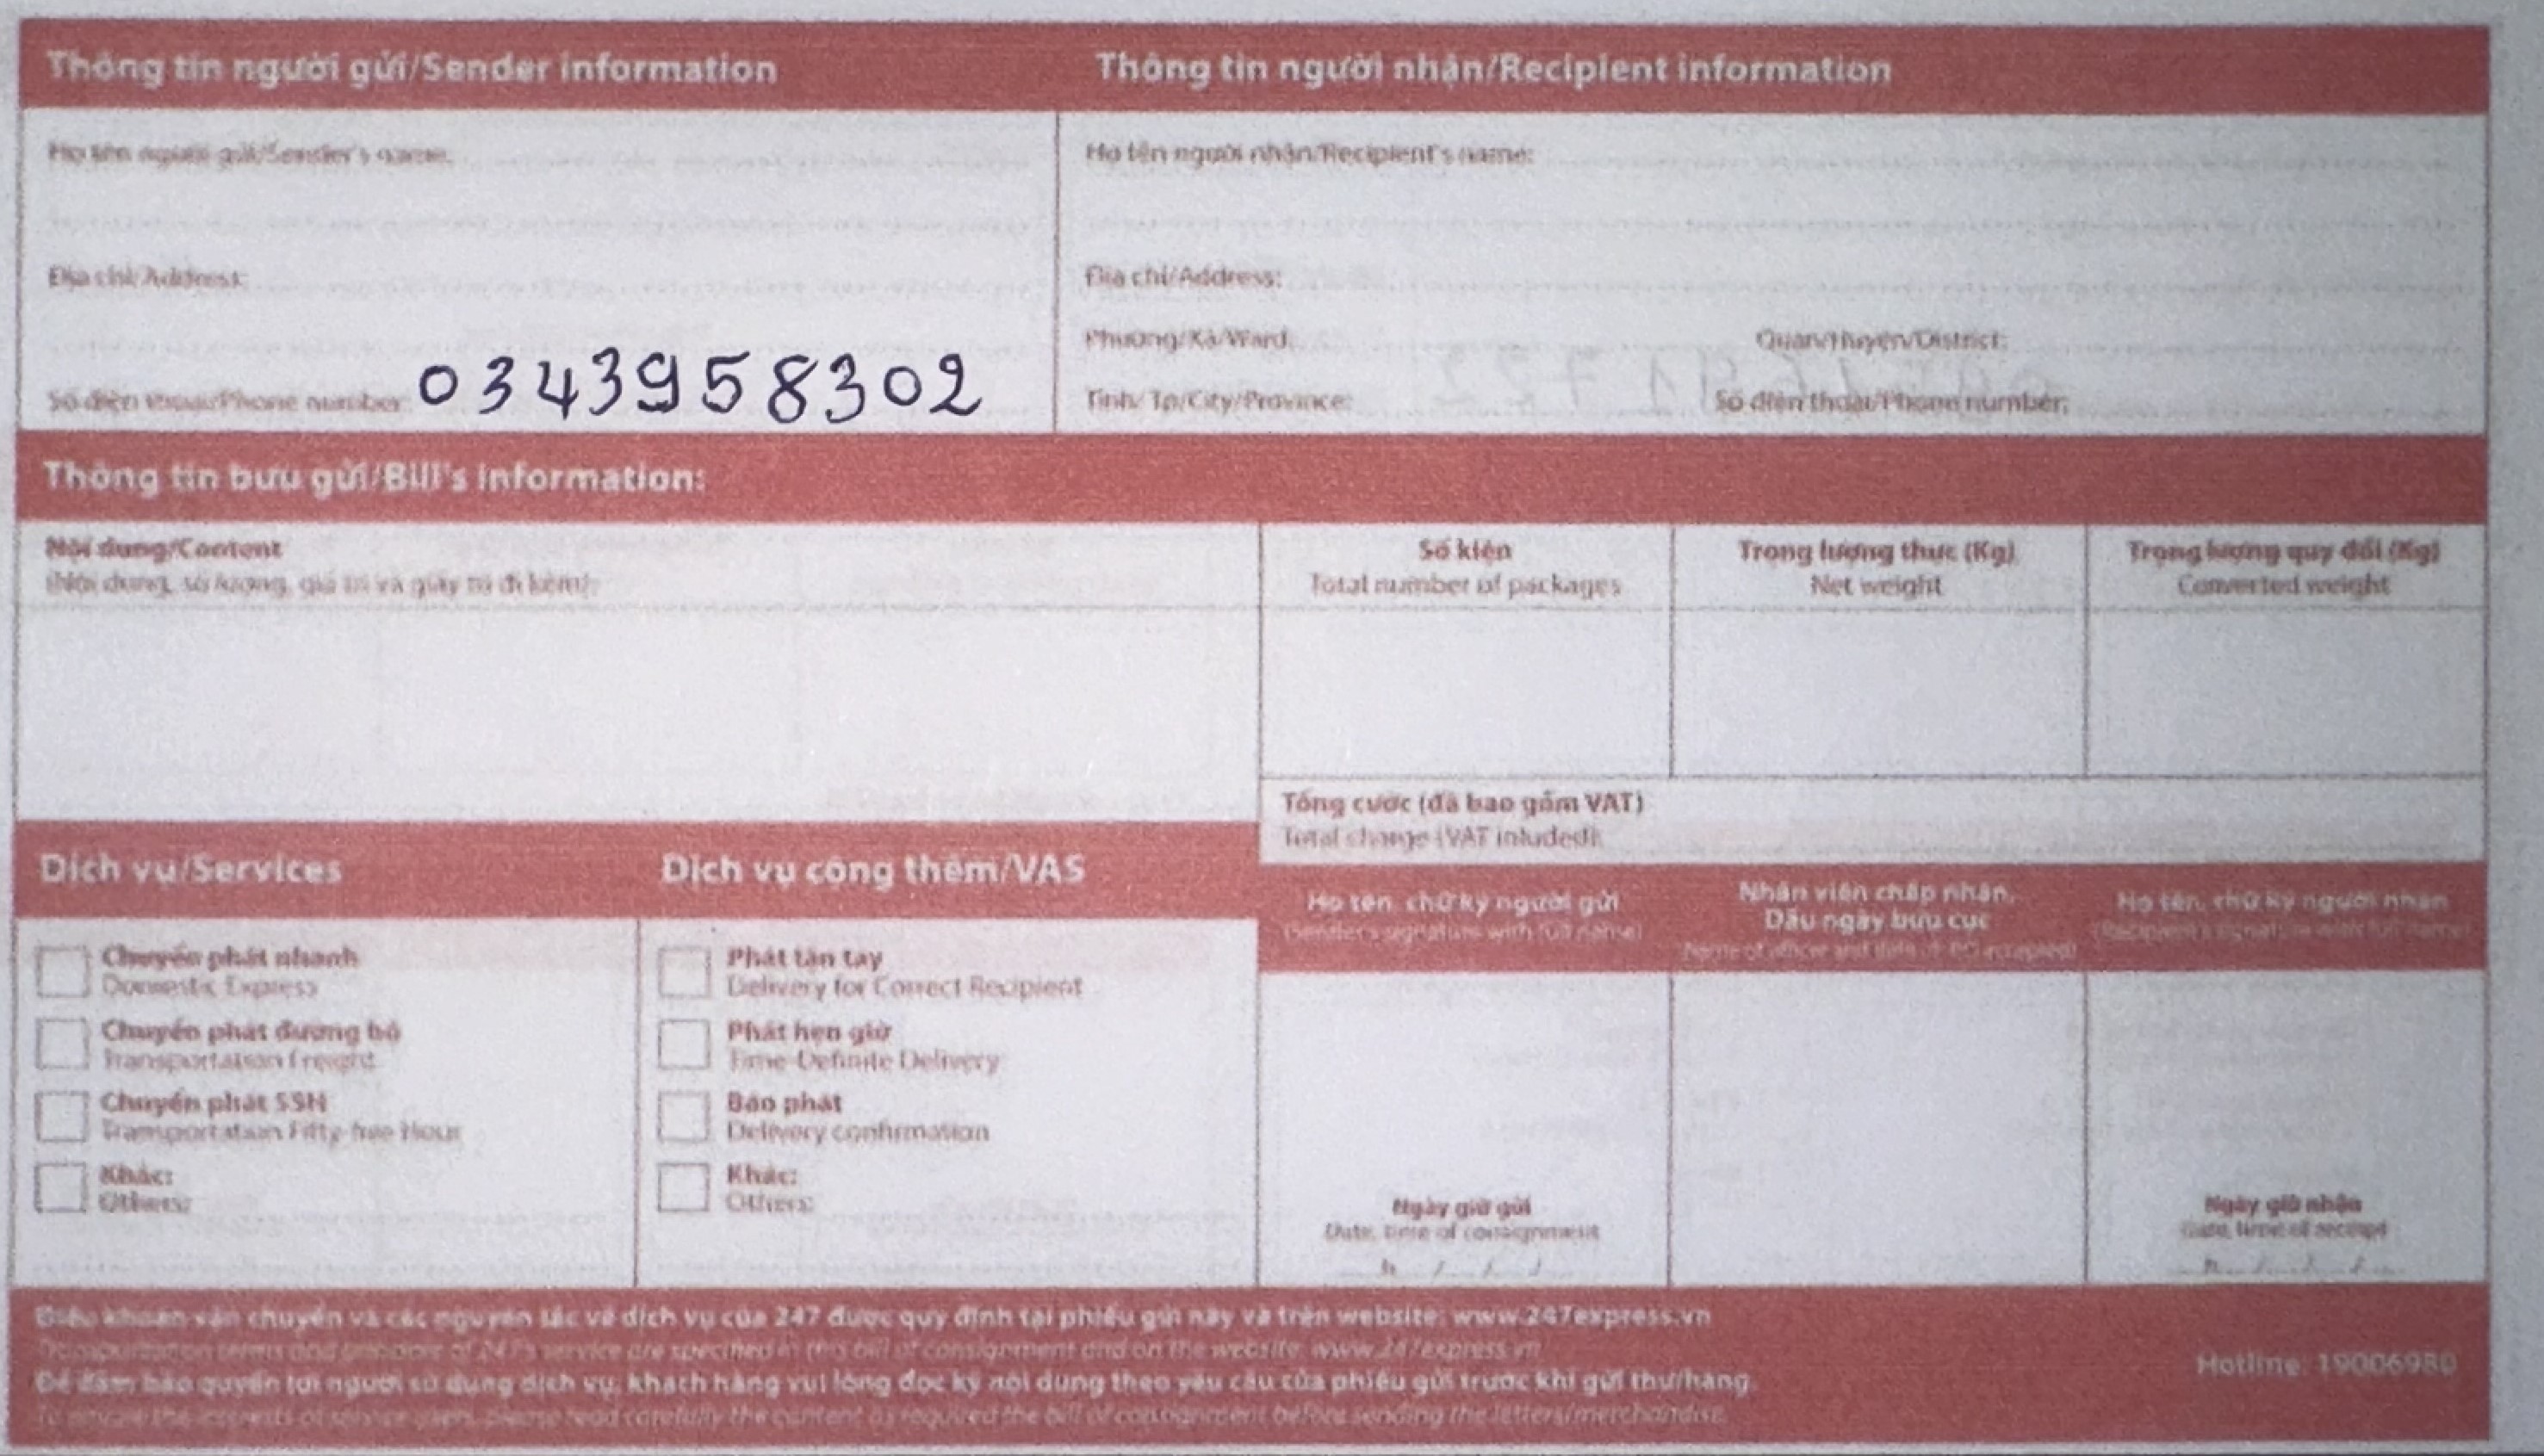 Thông tin người gửi/Sender information
Thông tin người nhận/Recipient information
Họ tên người gửi/Sender's name:
Họ tên người nhận/Recipient's name:
Địa chỉ/Address:
Địa chỉ/Address:
Phường/Xã/Ward:
Quận/Huyện/District:
Số điện thoại/Phone number: 0343958302
Tỉnh/Tp/City/Province:
Số điện thoại/Phone number:
Thông tin bưu gửi/Bill's information:
Nội dung/Content
(Nội dung, số lượng, giá trị và giấy tờ đi kèm):
Số kiện
Total number of packages
Trọng lượng thực (Kg)
Net weight
Trọng lượng quy đổi (Kg)
Converted weight
Tổng cước (đã bao gồm VAT)
Total charge (VAT inluded):
Dịch vụ/Services
Dịch vụ cộng thêm/VAS
Họ tên, chữ ký người gửi
(Sender's signature with full name)
Nhân viên chấp nhận,
Dấu ngày bưu cục
Họ tên, chữ ký người nhận
(Recipient's signature with full name)
Chuyển phát nhanh
Domestic Express
Chuyển phát đường bộ
Transportation Freight
Chuyển phát 55H
Transportation Fifty-five Hour
Khác:
Others:
Phát tận tay
Delivery for Correct Recipient
Phát hẹn giờ
Time-Definite Delivery
Báo phát
Delivery confirmation
Khác:
Others:
Ngày giờ gửi
Date, time of consignment
h / / /
Ngày giờ nhận
Date, time of receipt
h / / /
Điều khoản vận chuyển và các nguyên tắc về dịch vụ của 247 được quy định tại phiếu gửi này và trên website: www.247express.vn
service are specified in this bill of consignment and on the website: www.247express.vn
Để đảm bảo quyền lợi người sử dụng dịch vụ, khách hàng vui lòng đọc kỹ nội dung theo yêu cầu của phiếu gửi trước khi gửi thư/hàng.
To ensure the interests of service users, please read carefully the content as required the bill of consignment before sending the letters/merchandise.
Hotline: 19006980